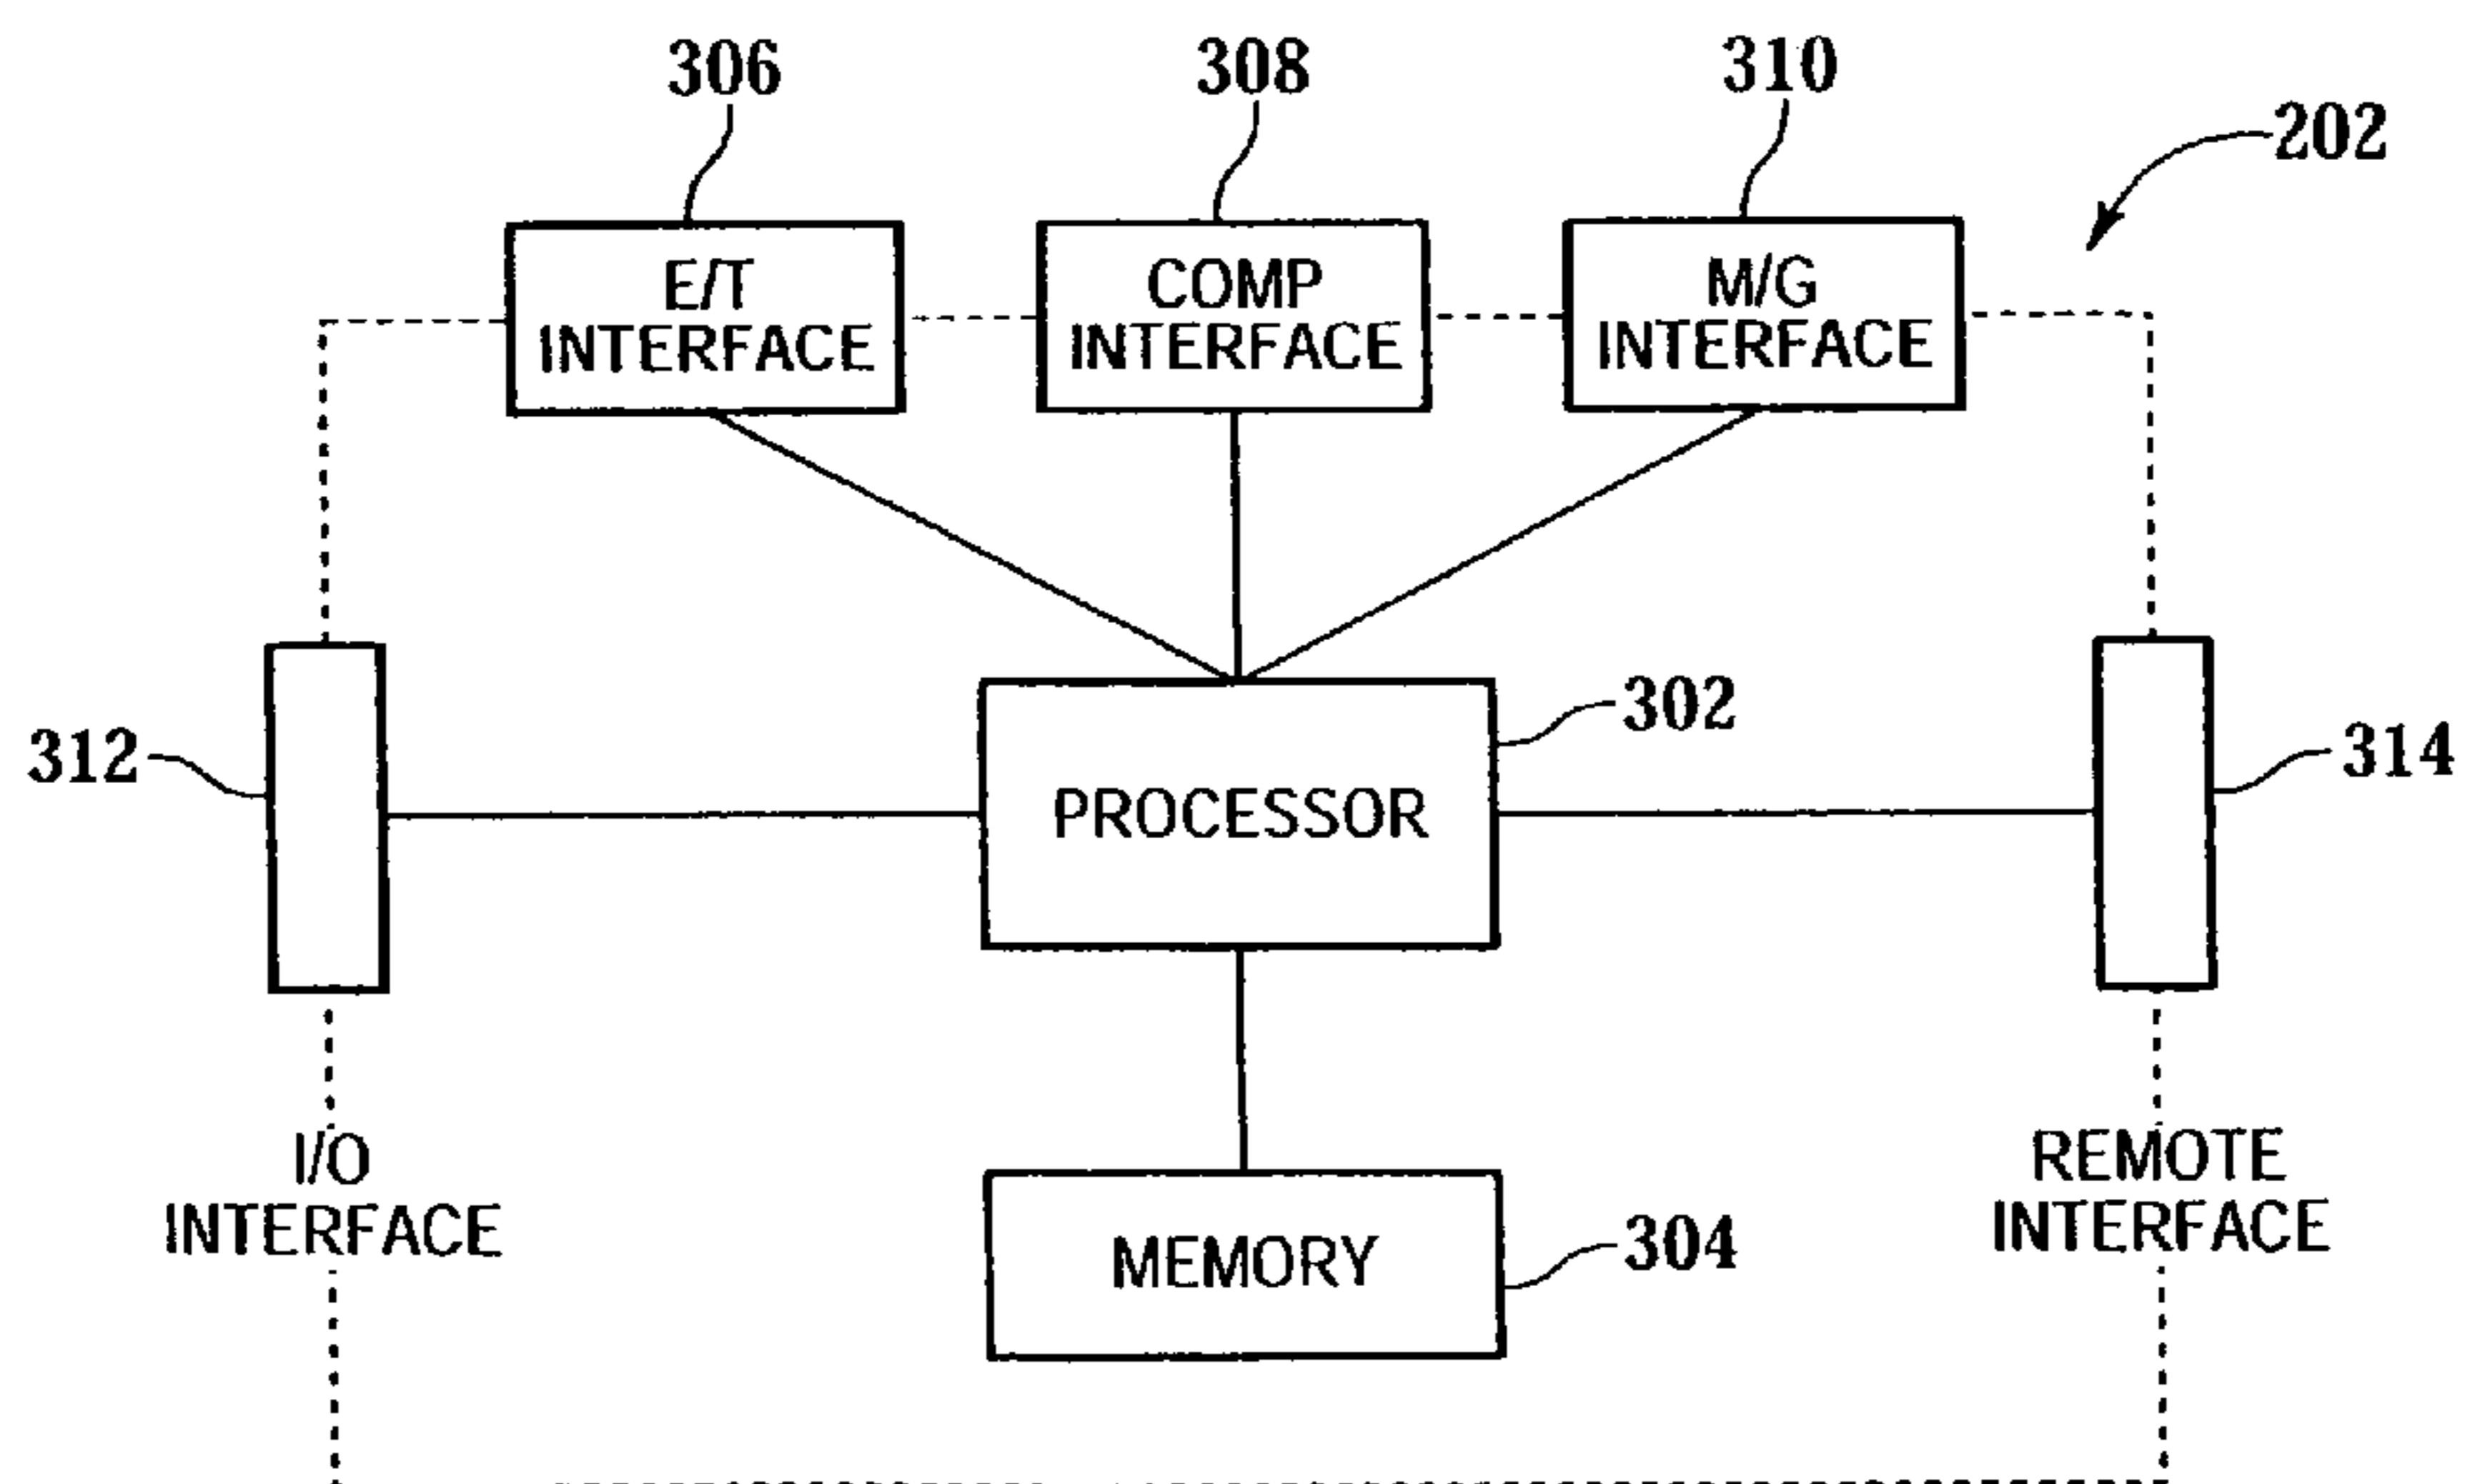 306
308
310
202
E/T
INTERFACE
COMP
INTERFACE
M/G
INTERFACE
302
312
PROCESSOR
314
I/O
INTERFACE
REMOTE
INTERFACE
MEMORY
304